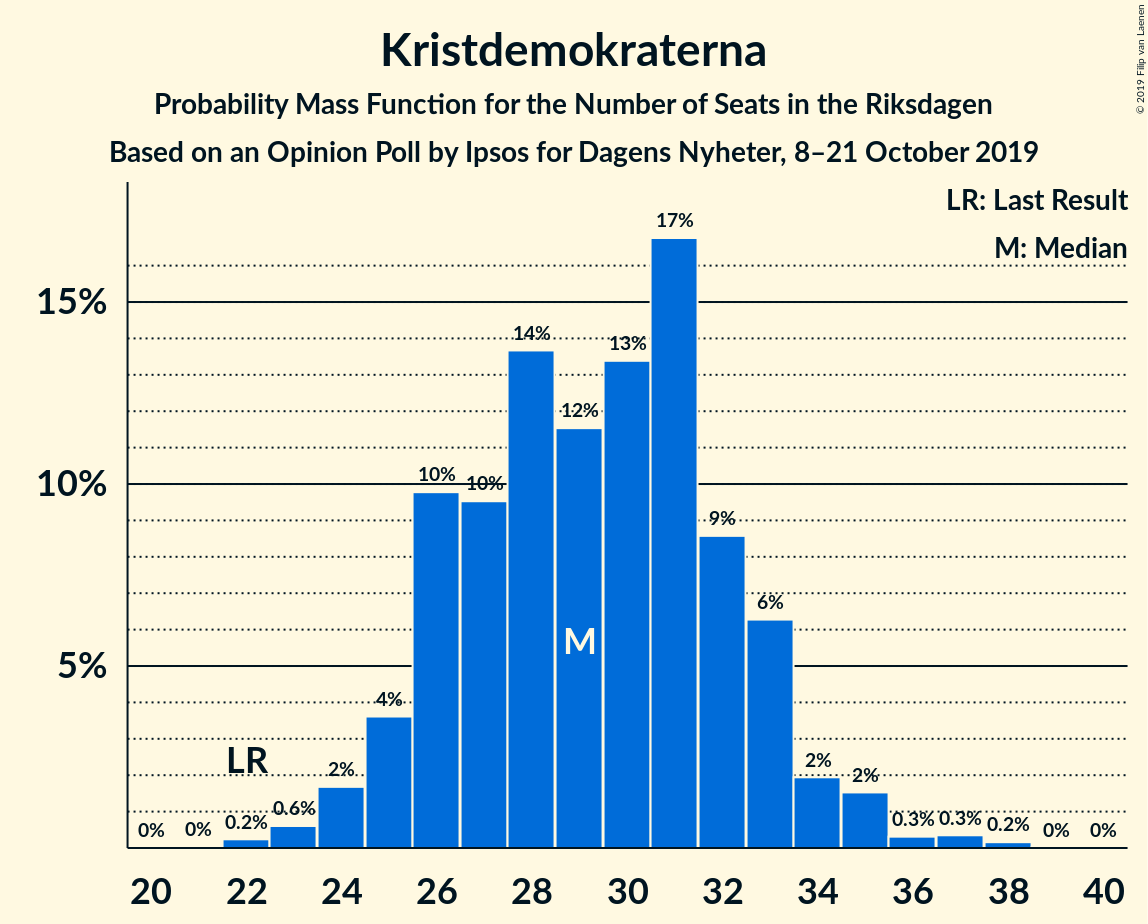 Kristdemokraterna
Probability Mass Function for the Number of Seats in the Riksdagen
Based on an Opinion Poll by Ipsos for Dagens Nyheter, 8–21 October 2019
© 2019 Filip van Laenen
LR: Last Result
M: Median
15%
10%
5%
0%
0%
0.2%
0.6%
2%
4%
10%
10%
14%
12%
13%
17%
9%
6%
2%
2%
0.3%
0.3%
0.2%
0%
0%
LR
M
20 22 24 26 28 30 32 34 36 38 40